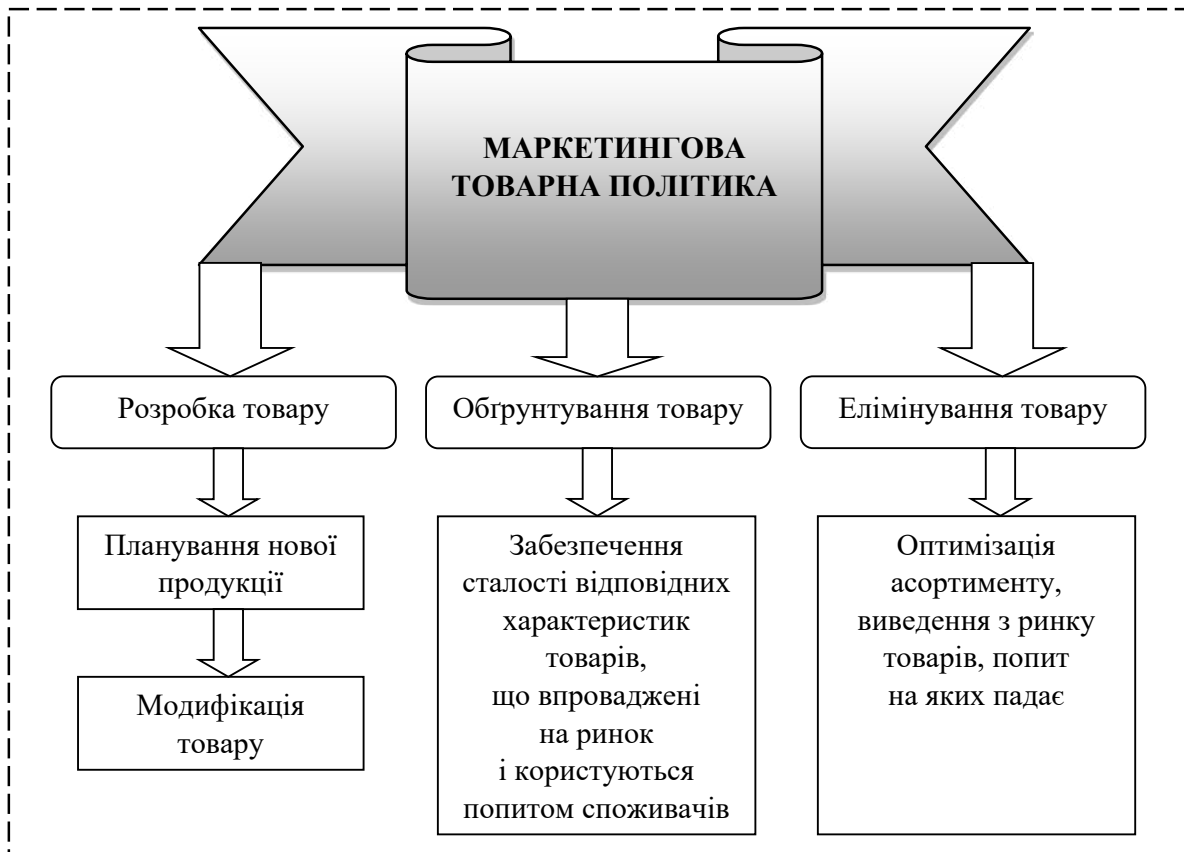 МАРКЕТИНГОВА
ТОВАРНА ПОЛІТИКА
Розробка товару
Обґрунтування товару
Елімінування товару
Планування нової
продукції
Модифікація
товару
Забезпечення
сталості відповідних
характеристик
товарів,
що впроваджені
на ринок
і користуються
попитом споживачів
Оптимізація
асортименту,
виведення з ринку
товарів, попит
на яких падає